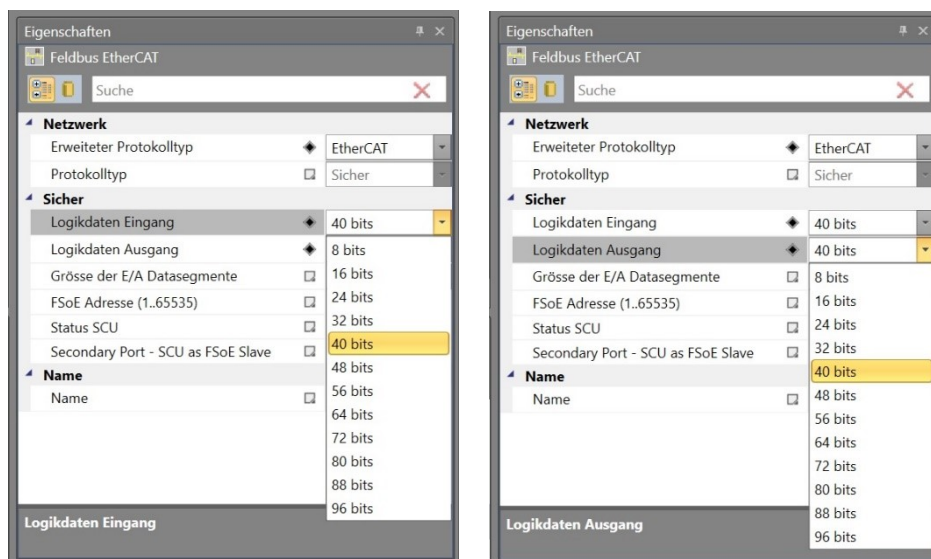 Eigenschaften
Feldbus EtherCAT
Suche
Netzwerk
Erweiteter Protokolltyp EtherCAT
Protokolltyp Sicher
Sicher
Logikdaten Eingang 40 bits
Logikdaten Ausgang 8 bits
Grösse der E/A Datasegmente 16 bits
FSoE Adresse (1..65535) 24 bits
Status SCU 32 bits
Secondary Port - SCU as FSoE Slave 40 bits
Name 48 bits
Name 56 bits
64 bits
72 bits
80 bits
88 bits
96 bits
Logikdaten Eingang
Eigenschaften
Feldbus EtherCAT
Suche
Netzwerk
Erweiteter Protokolltyp EtherCAT
Protokolltyp Sicher
Sicher
Logikdaten Eingang 40 bits
Logikdaten Ausgang 40 bits
Grösse der E/A Datasegmente 8 bits
FSoE Adresse (1..65535) 16 bits
Status SCU 24 bits
Secondary Port - SCU as FSoE Slave 32 bits
Name 40 bits
Name 48 bits
56 bits
64 bits
72 bits
80 bits
88 bits
96 bits
Logikdaten Ausgang